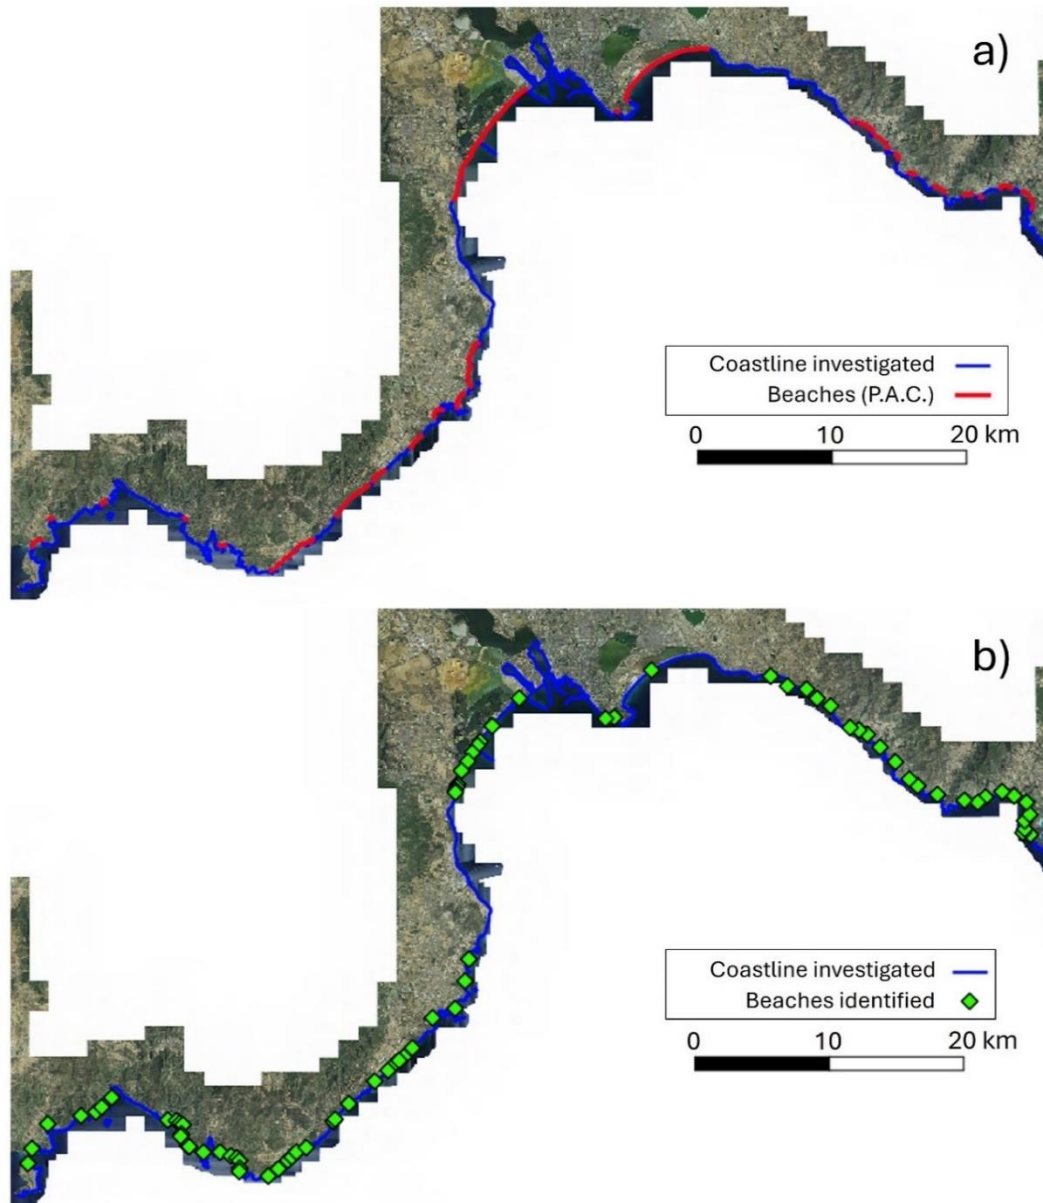 a)
Coastline investigated
Beaches (P.A.C.)
0 10 20 km
b)
Coastline investigated
Beaches identified
0 10 20 km